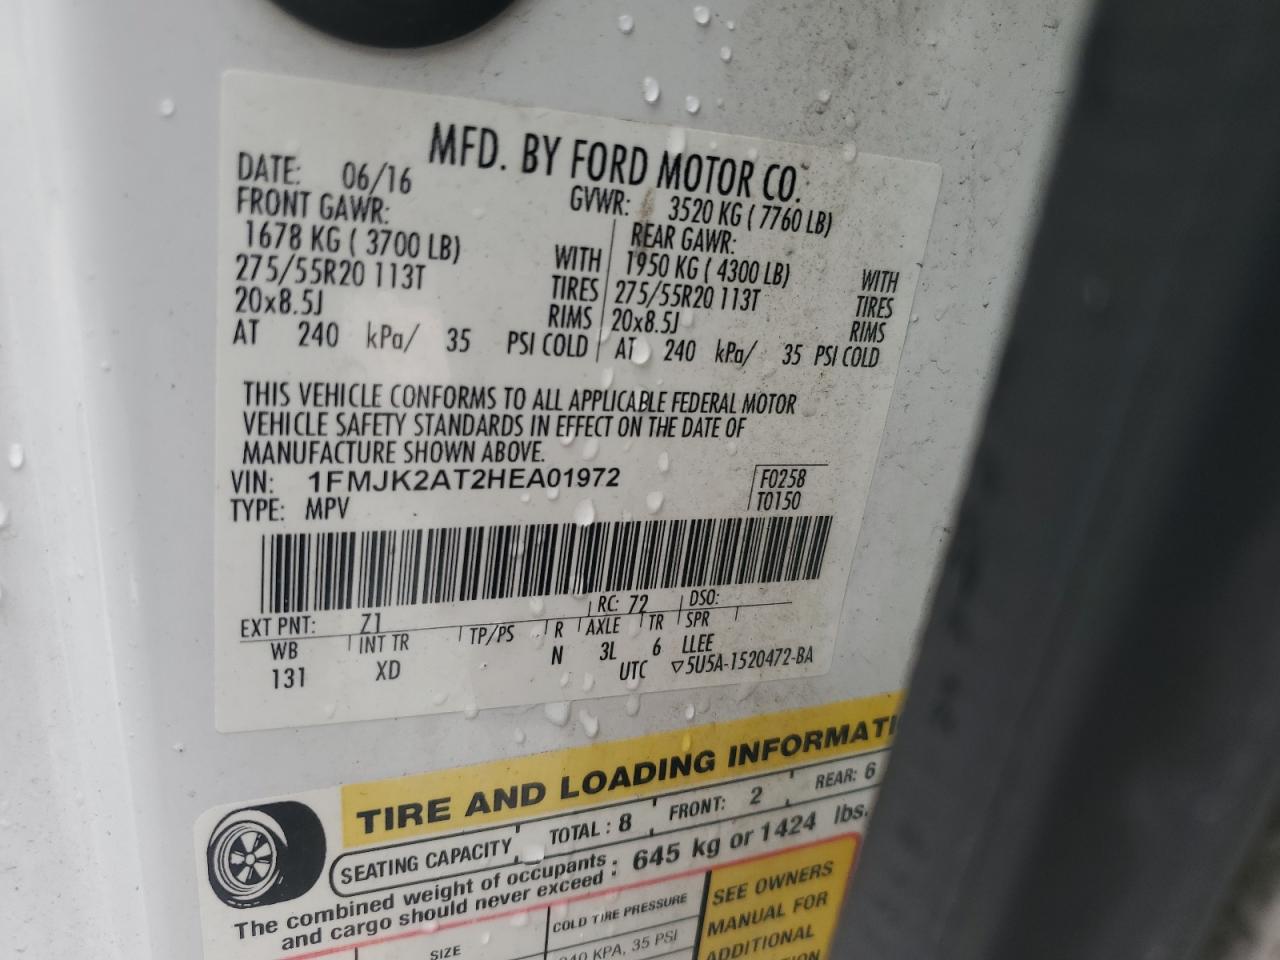 MFD. BY FORD MOTOR CO.
DATE: 06/16 GVWR: 3520 KG ( 7760 LB)
FRONT GAWR: REAR GAWR:
1678 KG ( 3700 LB) WITH 1950 KG ( 4300 LB) WITH
275/55R20 113T TIRES 275/55R20 113T TIRES
20x8.5J RIMS 20x8.5J RIMS
AT 240 kPa/ 35 PSI COLD AT 240 kPa/ 35 PSI COLD
THIS VEHICLE CONFORMS TO ALL APPLICABLE FEDERAL MOTOR
VEHICLE SAFETY STANDARDS IN EFFECT ON THE DATE OF
MANUFACTURE SHOWN ABOVE.
VIN: 1FMJK2AT2HEA01972 F0258
TYPE: MPV T0150
EXT PNT: Z1 RC: 72 DSO:
WB INT TR TP/PS R AXLE TR SPR
131 XD N 3L 6 LLEE
UTC ▽5U5A-1520472-BA
TIRE AND LOADING INFORMATI
SEATING CAPACITY TOTAL : 8 FRONT: 2 REAR: 6
The combined weight of occupants : 645 kg or 1424 lbs.
and cargo should never exceed :
SIZE COLD TIRE PRESSURE SEE OWNERS
MANUAL FOR
240 KPA, 35 PSI ADDITIONAL